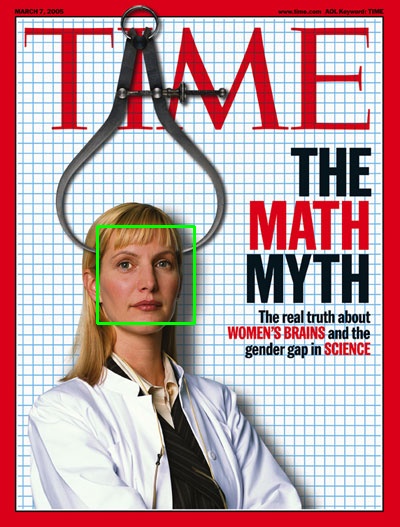 MARCH 7, 2005
www.time.com AOL Keyword: TIME
TIME
THE
MATH
MYTH
The real truth about
WOMEN'S BRAINS and the
gender gap in SCIENCE